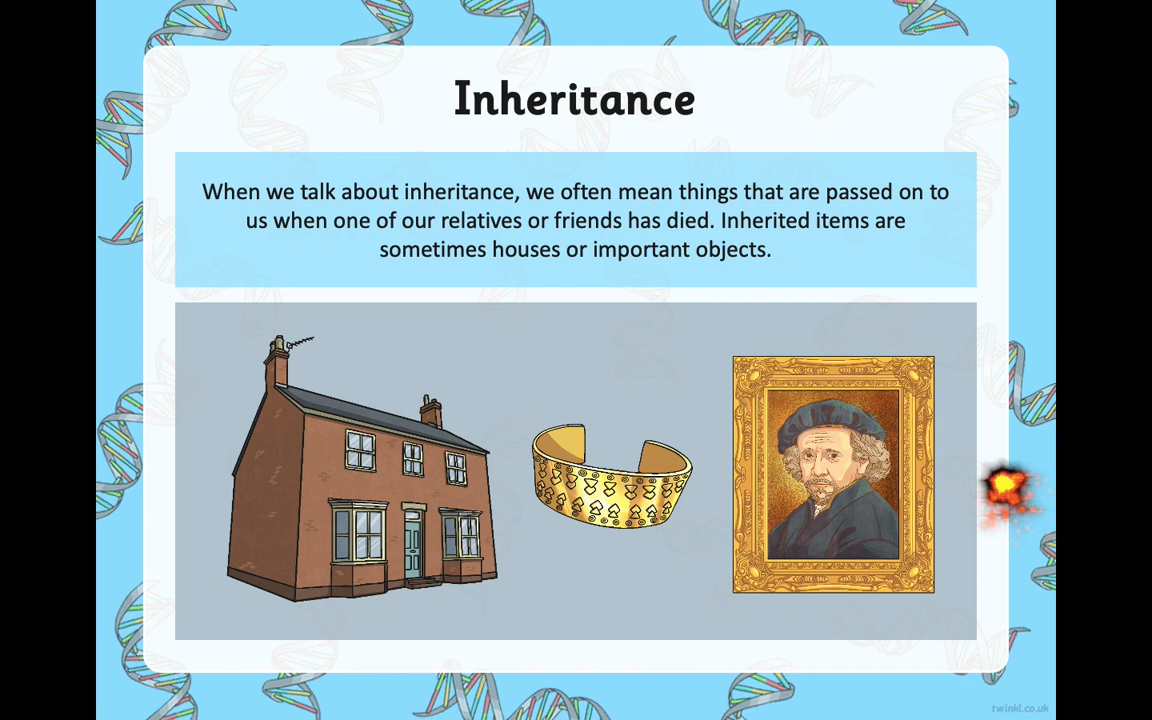 Inheritance
When we talk about inheritance, we often mean things that are passed on to
us when one of our relatives or friends has died. Inherited items are
sometimes houses or important objects.
twinkl.co.uk